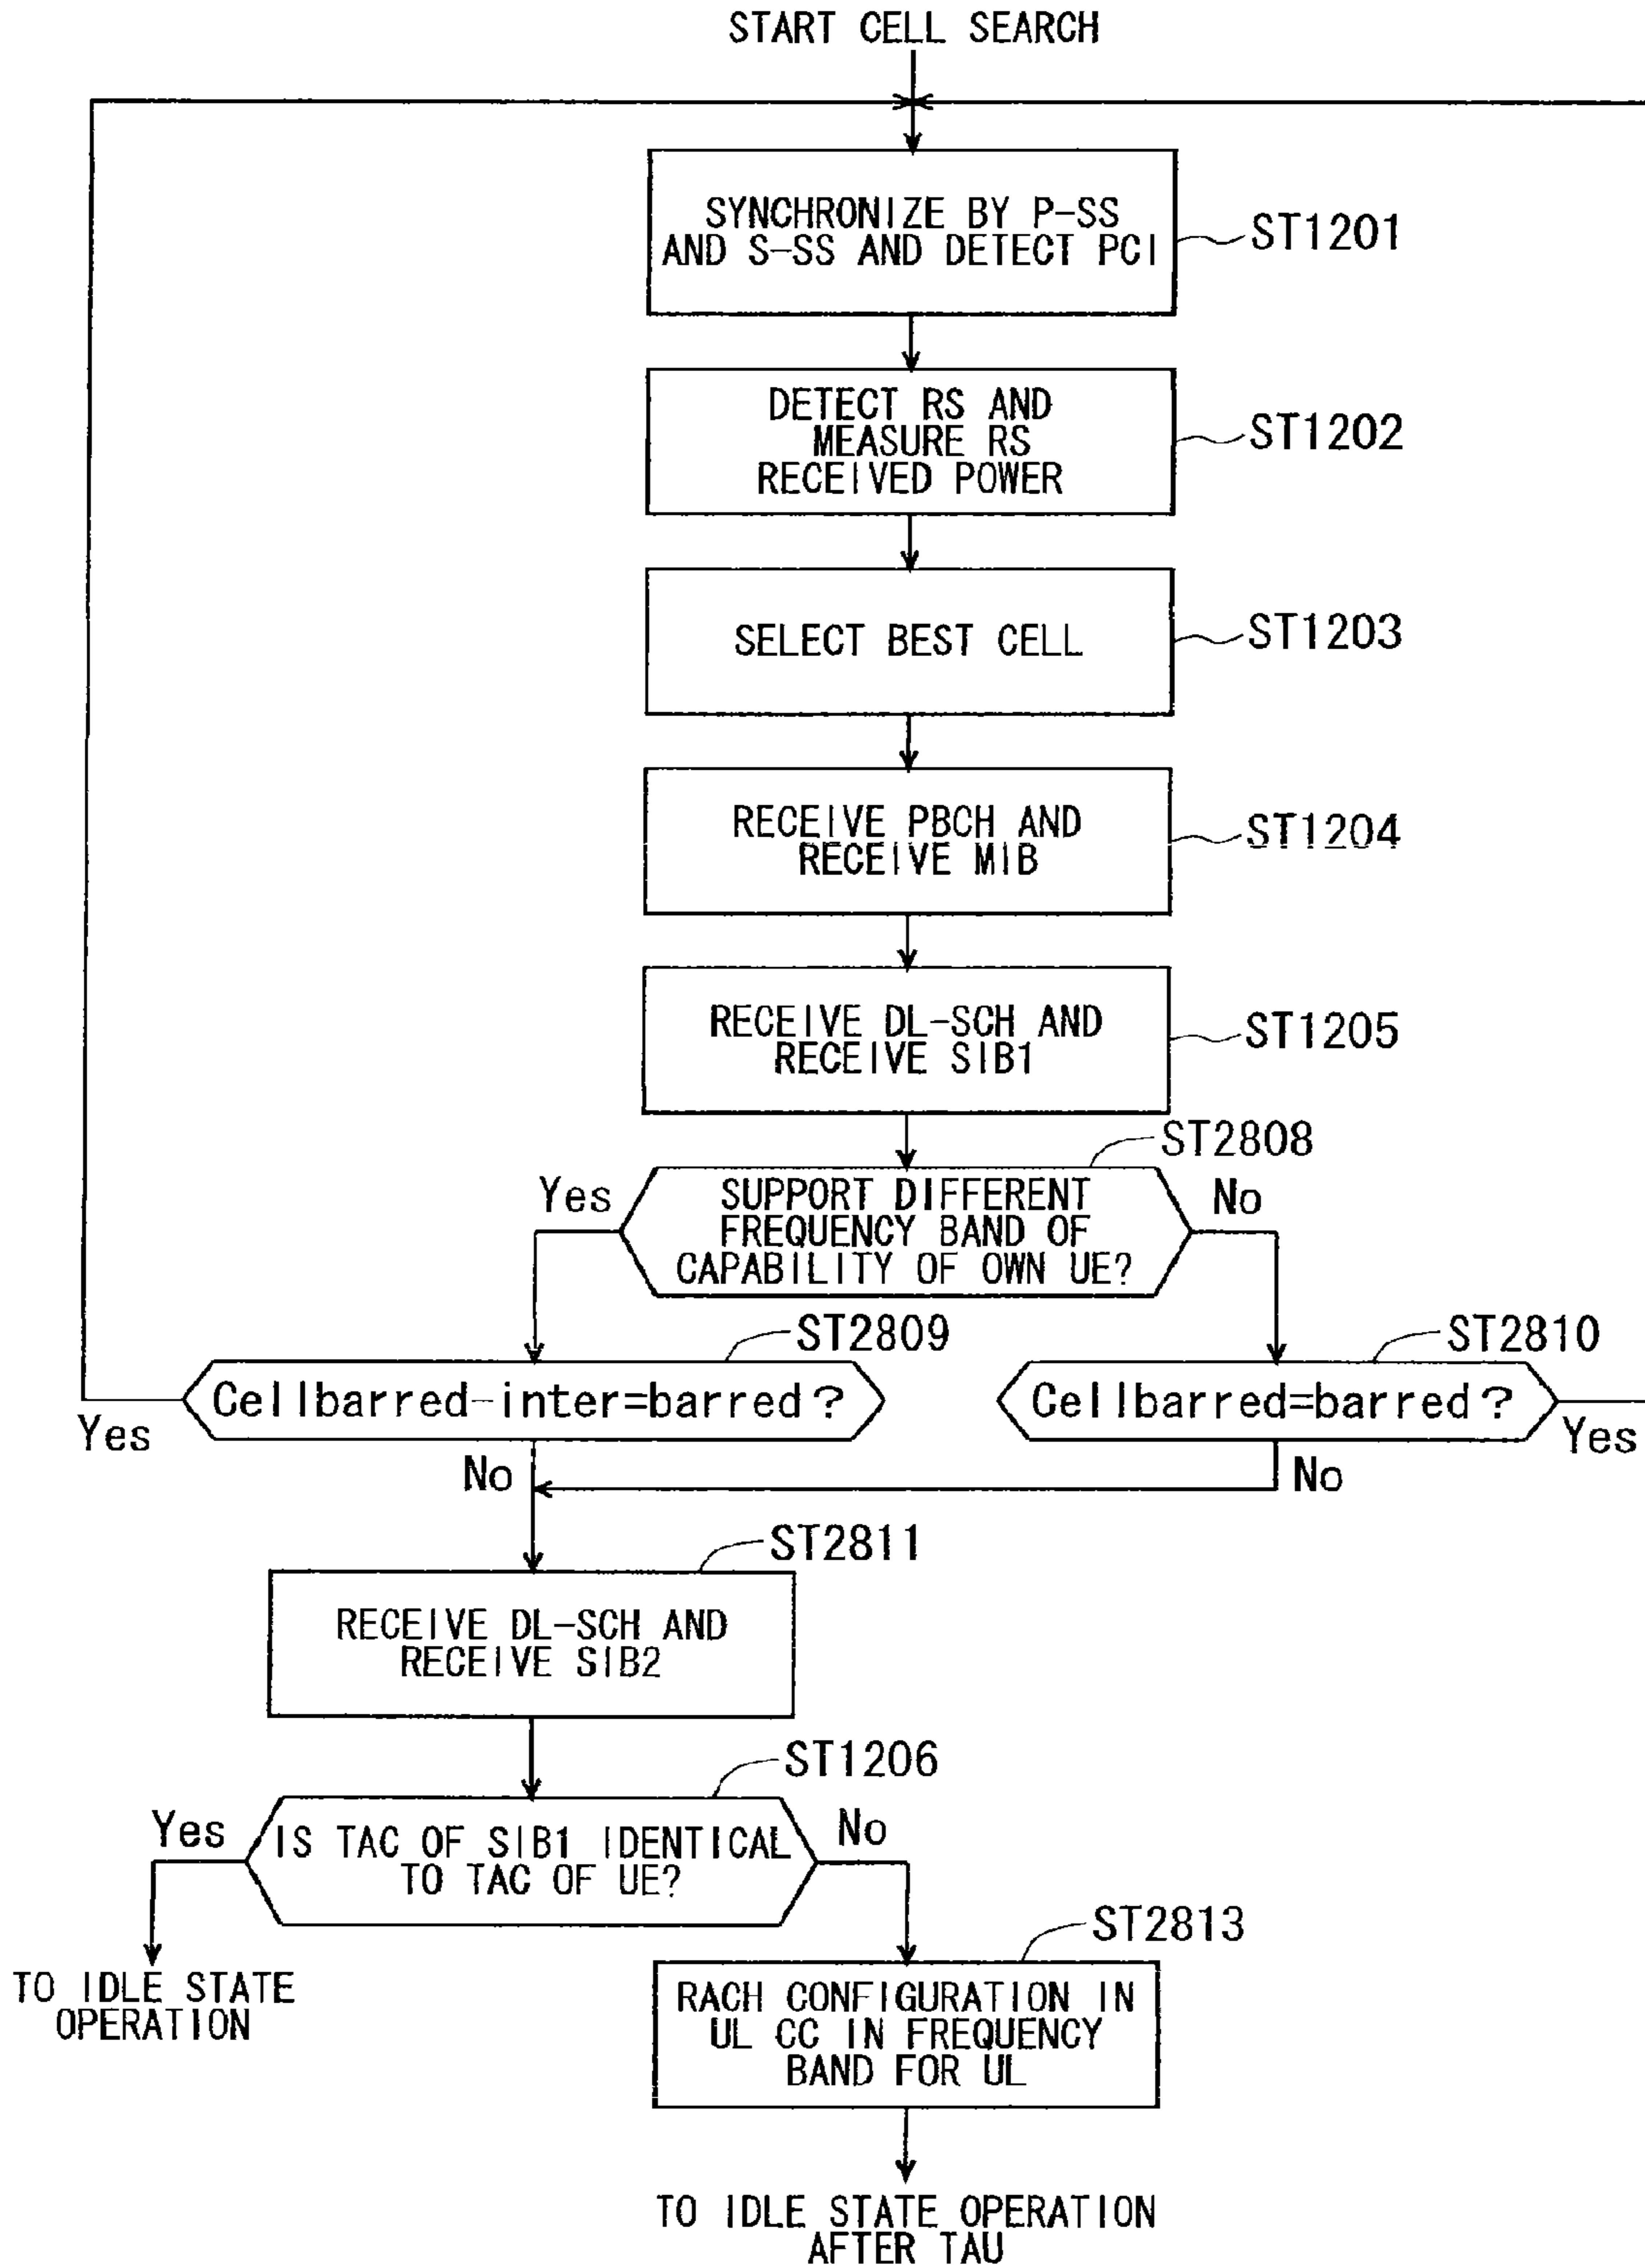 START CELL SEARCH
SYNCHRONIZE BY P-SS
AND S-SS AND DETECT PCI
ST1201
DETECT RS AND
MEASURE RS
RECEIVED POWER
ST1202
SELECT BEST CELL
ST1203
RECEIVE PBCH AND
RECEIVE MIB
ST1204
RECEIVE DL-SCH AND
RECEIVE SIB1
ST1205
ST2808
Yes
SUPPORT DIFFERENT
FREQUENCY BAND OF
CAPABILITY OF OWN UE?
No
ST2809
Cellbarred-inter=barred?
Yes
No
ST2810
Cellbarred=barred?
Yes
No
ST2811
RECEIVE DL-SCH AND
RECEIVE SIB2
ST1206
Yes
IS TAC OF SIB1 IDENTICAL
TO TAC OF UE?
No
TO IDLE STATE
OPERATION
ST2813
RACH CONFIGURATION IN
UL CC IN FREQUENCY
BAND FOR UL
TO IDLE STATE OPERATION
AFTER TAU